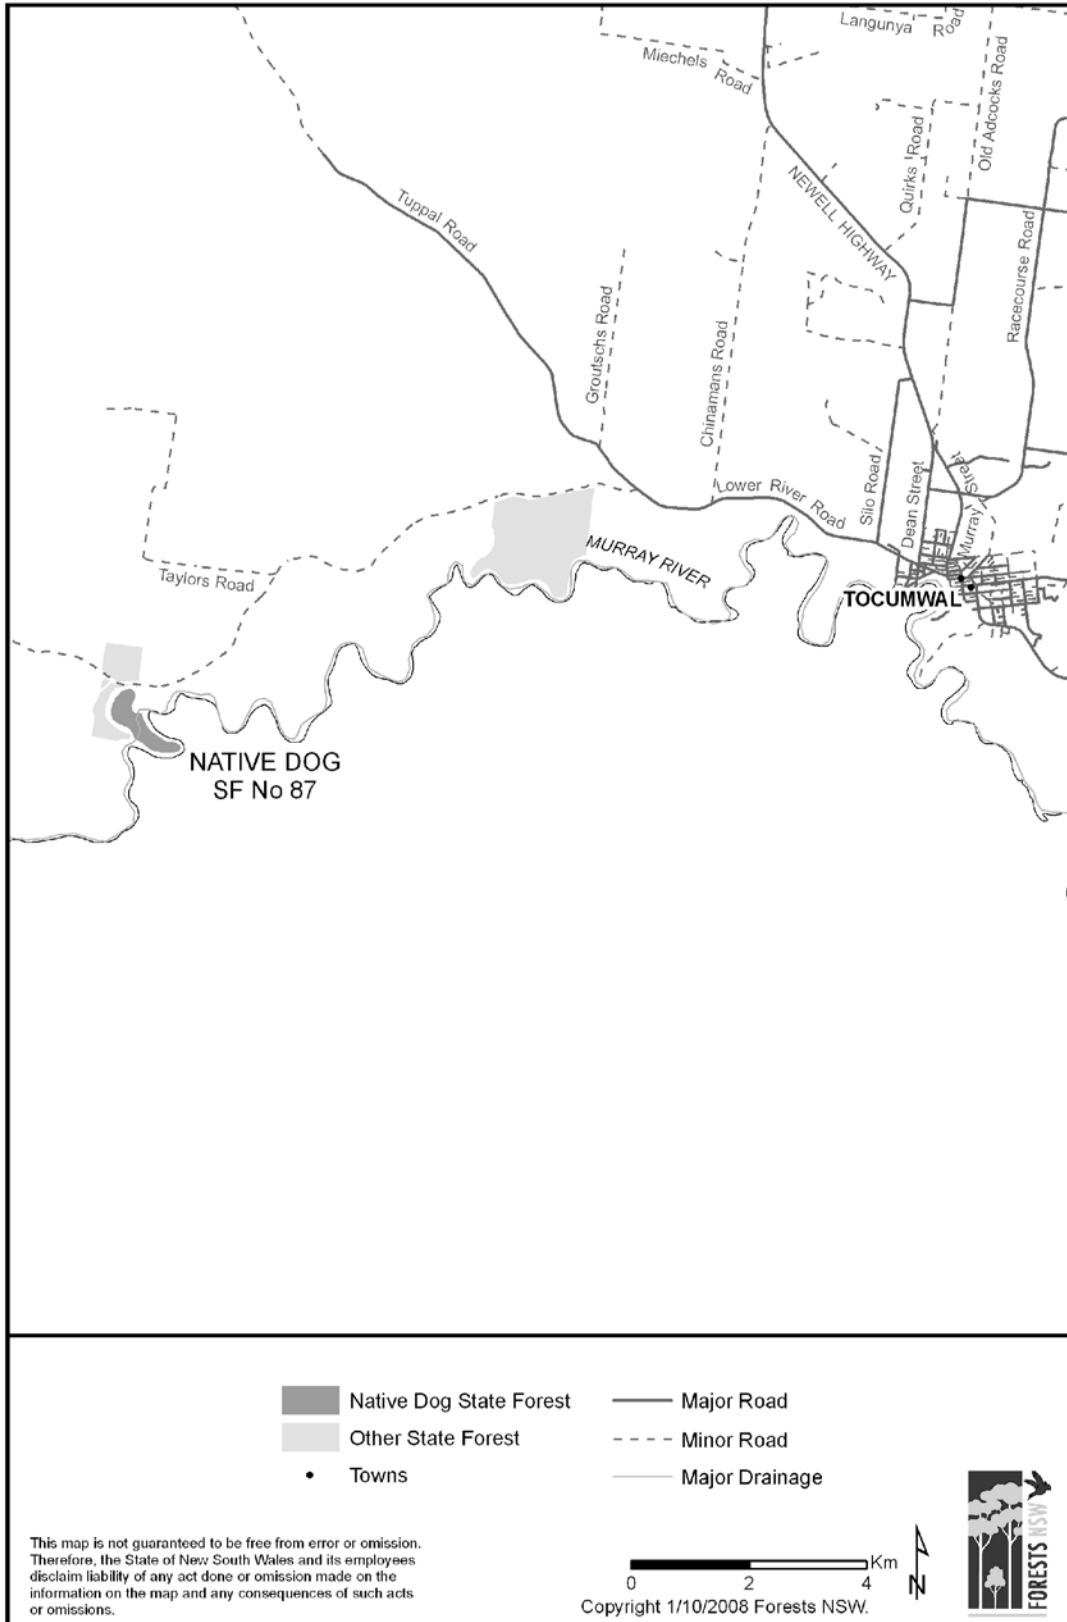 Langunya Road
Miechels Road
Old Adcocks Road
Quirks Road
NEWELL HIGHWAY
Tuppal Road
Racecourse Road
Groutschs Road
Chinamans Road
Silo Road
Dean Street
Murray Street
Lower River Road
MURRAY RIVER
Taylors Road
TOCUMWAL
NATIVE DOG
SF No 87
Native Dog State Forest
Other State Forest
Towns
Major Road
Minor Road
Major Drainage
This map is not guaranteed to be free from error or omission.
Therefore, the State of New South Wales and its employees
disclaim liability of any act done or omission made on the
information on the map and any consequences of such acts
or omissions.
Km
0 2 4
N
Copyright 1/10/2008 Forests NSW.
FORESTS NSW